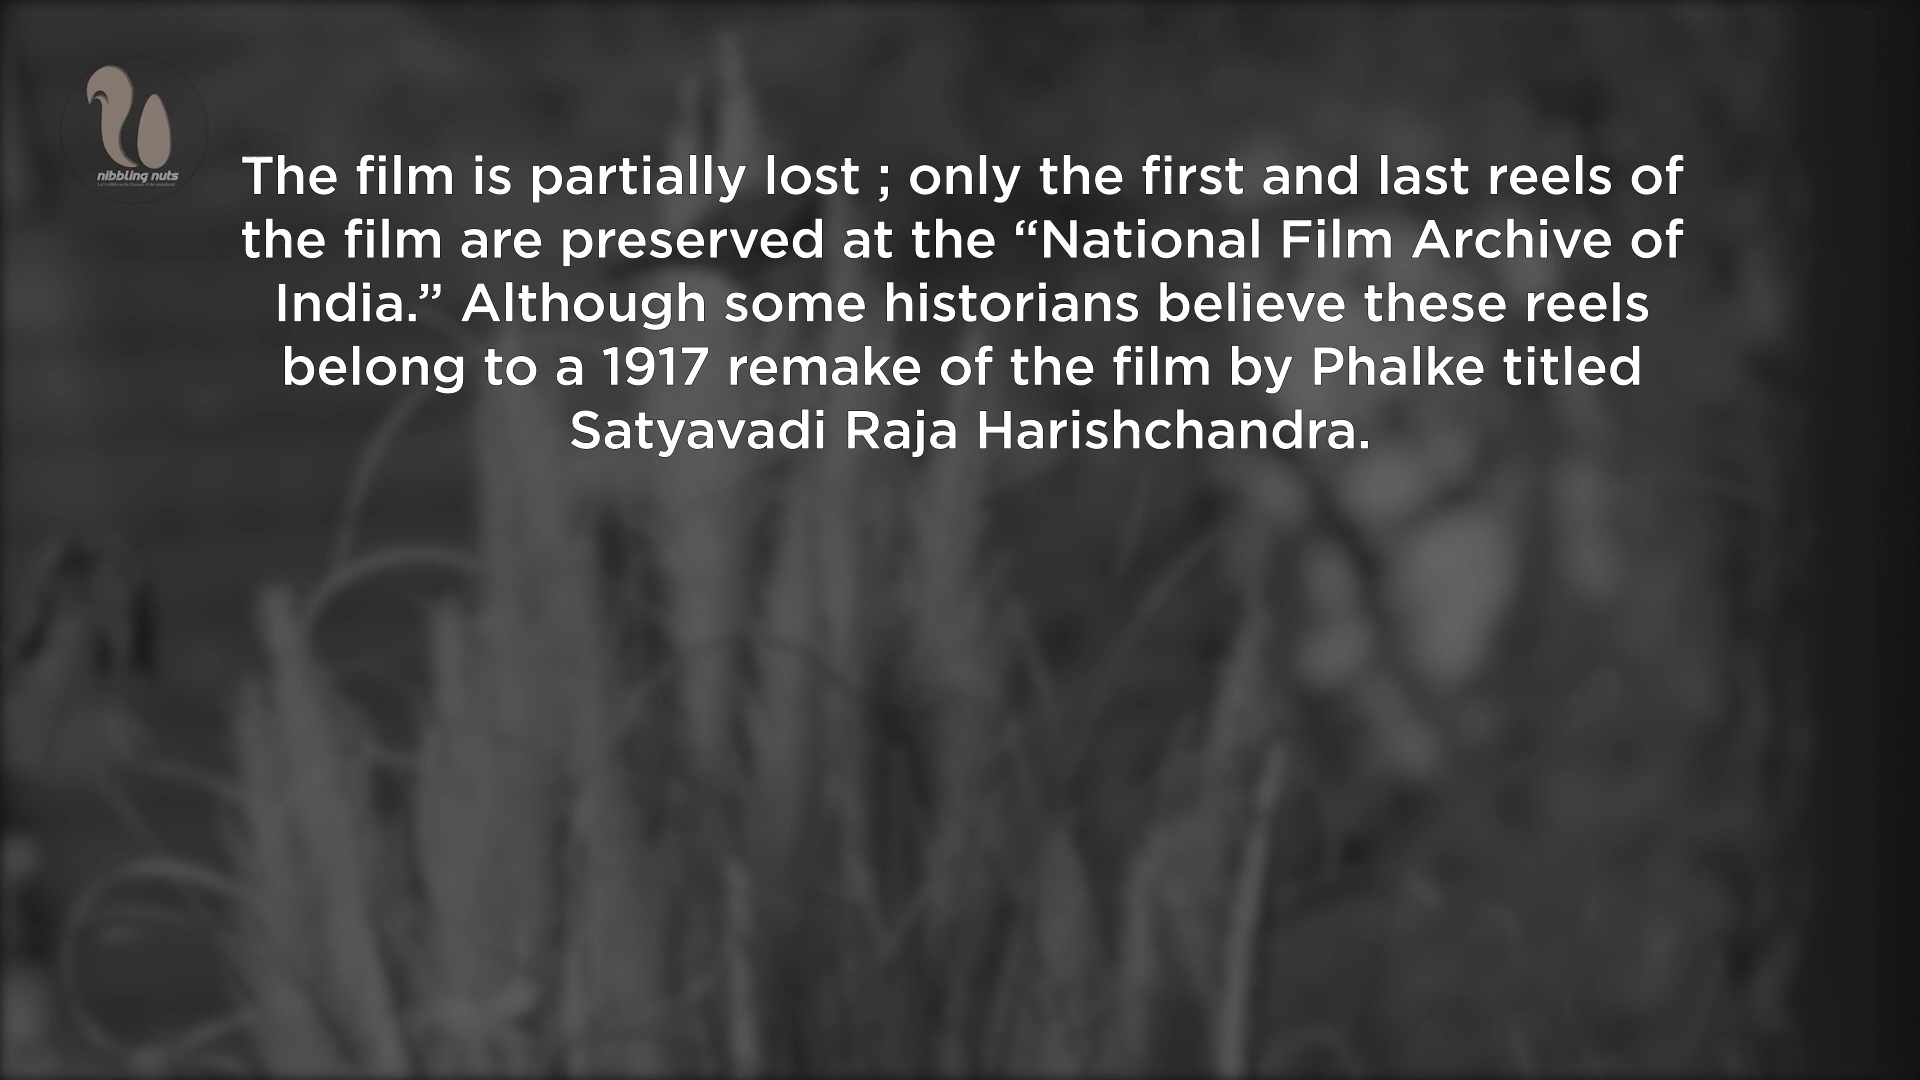 nibbling nuts
The film is partially lost ; only the first and last reels of
the film are preserved at the “National Film Archive of
India.” Although some historians believe these reels
belong to a 1917 remake of the film by Phalke titled
Satyavadi Raja Harishchandra.